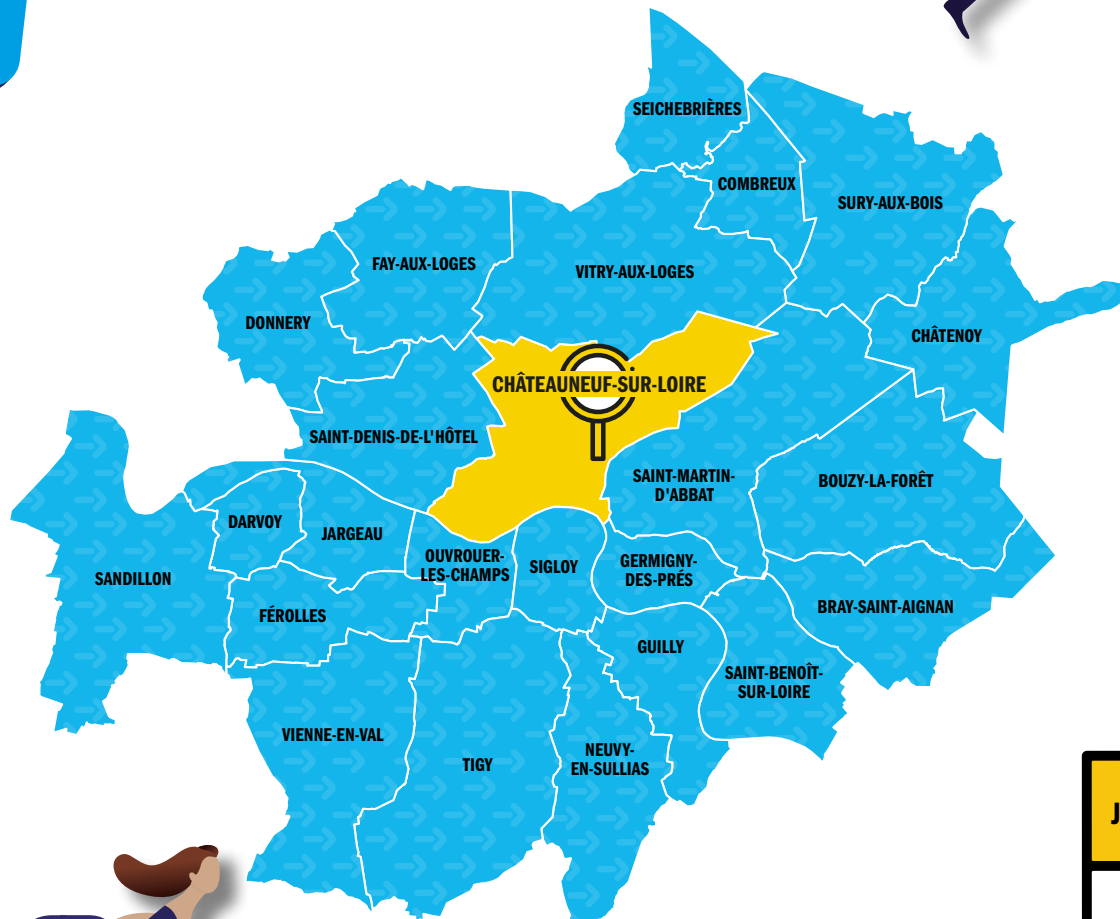 SEICHEBRIÈRES
COMBREUX
SURY-AUX-BOIS
FAY-AUX-LOGES
VITRY-AUX-LOGES
DONNERY
CHÂTENOY
CHÂTEAUNEUF-SUR-LOIRE
SAINT-DENIS-DE-L'HÔTEL
SAINT-MARTIN-
D'ABBAT
BOUZY-LA-FORÊT
DARVOY
JARGEAU
OUVROUER-
LES-CHAMPS
SIGLOY
GERMIGNY-
DES-PRÉS
SANDILLON
FÉROLLES
BRAY-SAINT-AIGNAN
GUILLY
SAINT-BENOÎT-
SUR-LOIRE
VIENNE-EN-VAL
TIGY
NEUVY-
EN-SULLIAS
J